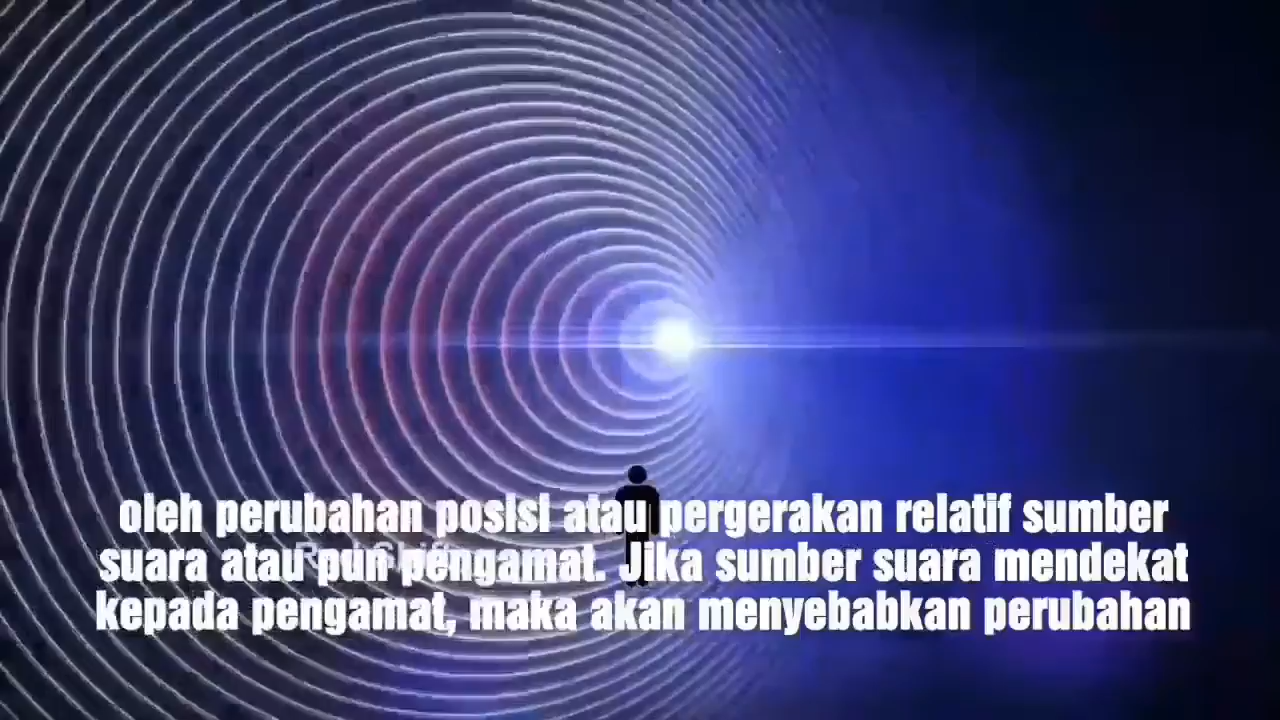 oleh perubahan posisi atau pergerakan relatif sumber
suara atau pun pengamat. Jika sumber suara mendekat
kepada pengamat, maka akan menyebabkan perubahan